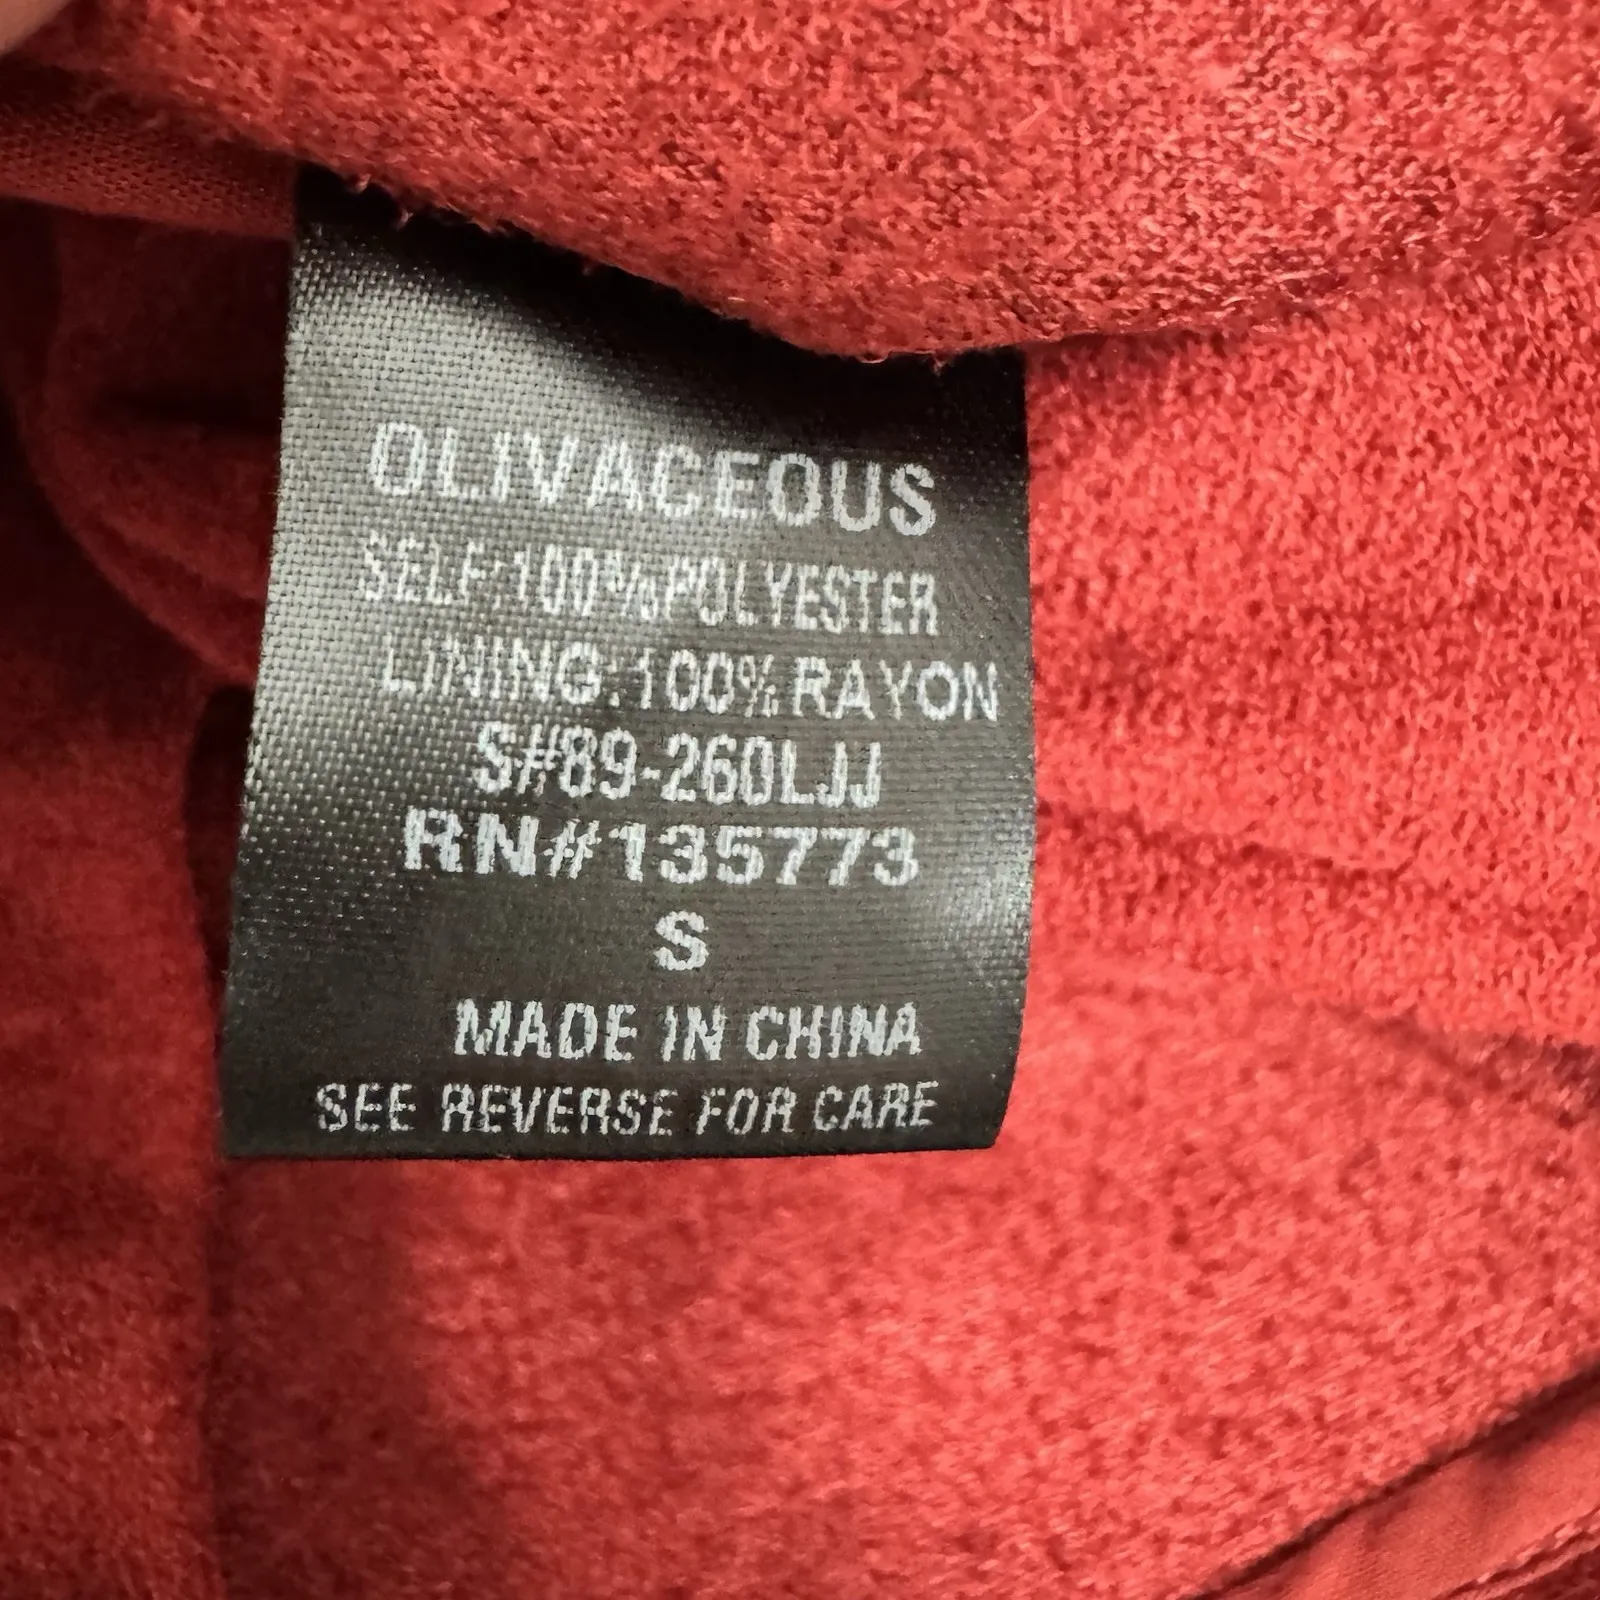 OLIVACEOUS
SELF:100%POLYESTER
LINING:100%RAYON
S#89-260LJJ
RN#135773
S
MADE IN CHINA
SEE REVERSE FOR CARE